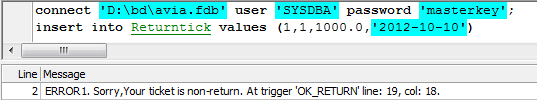 connect 'D:\bd\avia.fdb' user 'SYSDBA' password 'masterkey';
insert into Returntick values (1,1,1000.0,'2012-10-10')
Line Message
2 ERROR1. Sorry,Your ticket is non-return. At trigger 'OK_RETURN' line: 19, col: 18.